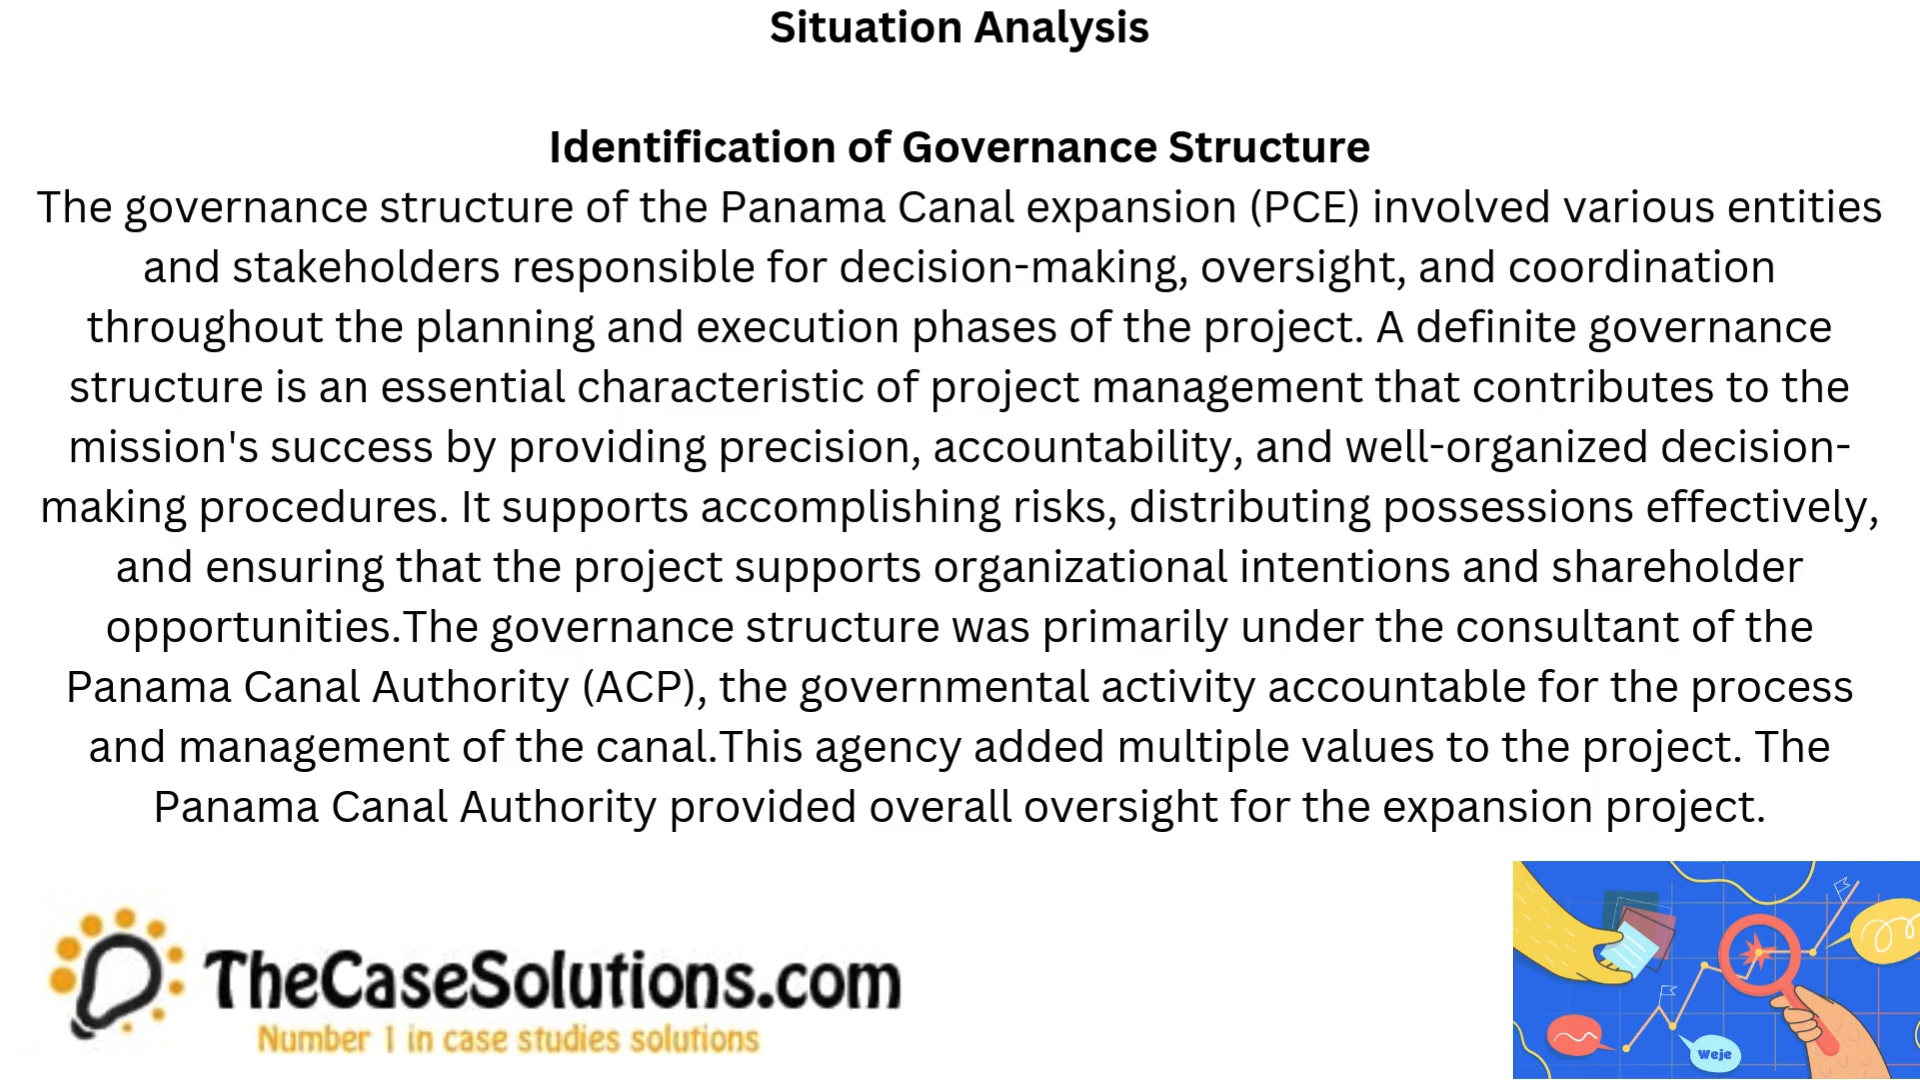 Situation Analysis
Identification of Governance Structure
The governance structure of the Panama Canal expansion (PCE) involved various entities
and stakeholders responsible for decision-making, oversight, and coordination
throughout the planning and execution phases of the project. A definite governance
structure is an essential characteristic of project management that contributes to the
mission's success by providing precision, accountability, and well-organized decision-
making procedures. It supports accomplishing risks, distributing possessions effectively,
and ensuring that the project supports organizational intentions and shareholder
opportunities.The governance structure was primarily under the consultant of the
Panama Canal Authority (ACP), the governmental activity accountable for the process
and management of the canal.This agency added multiple values to the project. The
Panama Canal Authority provided overall oversight for the expansion project.
TheCaseSolutions.com
Number 1 in case studies solutions
Weje